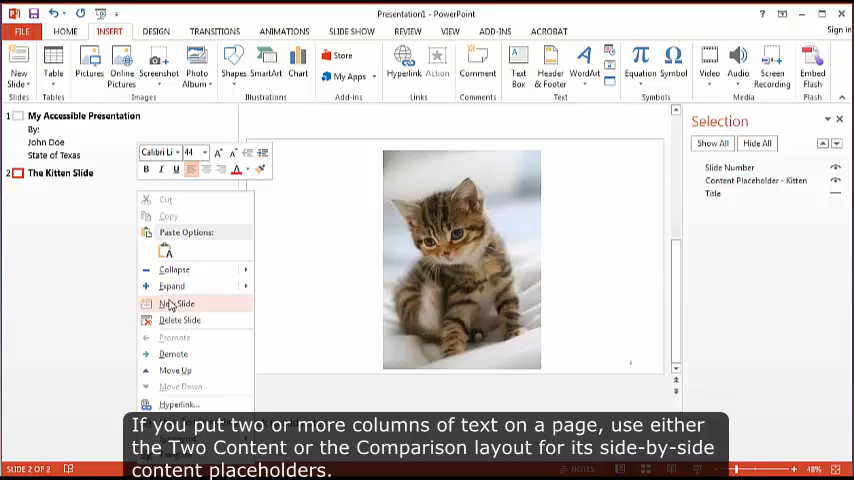 Presentation1 - PowerPoint
FILE HOME INSERT DESIGN TRANSITIONS ANIMATIONS SLIDE SHOW REVIEW VIEW ADD-INS ACROBAT Sign in
New Slide
Table
Pictures
Online Pictures
Screenshot
Photo Album
Shapes
SmartArt
Chart
Store
My Apps
Hyperlink
Action
Comment
Text Box
Header & Footer
WordArt
Equation
Symbol
Video
Audio
Screen Recording
Embed Flash
Slides Tables Images Illustrations Add-ins Links Comments Text Symbols Media Flash
1 My Accessible Presentation
By:
John Doe
State of Texas
2 The Kitten Slide
Calibri Li 44
B I U A
Cut
Copy
Paste Options:
Collapse
Expand
New Slide
Delete Slide
Promote
Demote
Move Up
Move Down
Hyperlink...
Selection
Show All Hide All
Slide Number
Content Placeholder - Kitten
Title
If you put two or more columns of text on a page, use either
the Two Content or the Comparison layout for its side-by-side
content placeholders.
SLIDE 2 OF 2 NOTES 48%